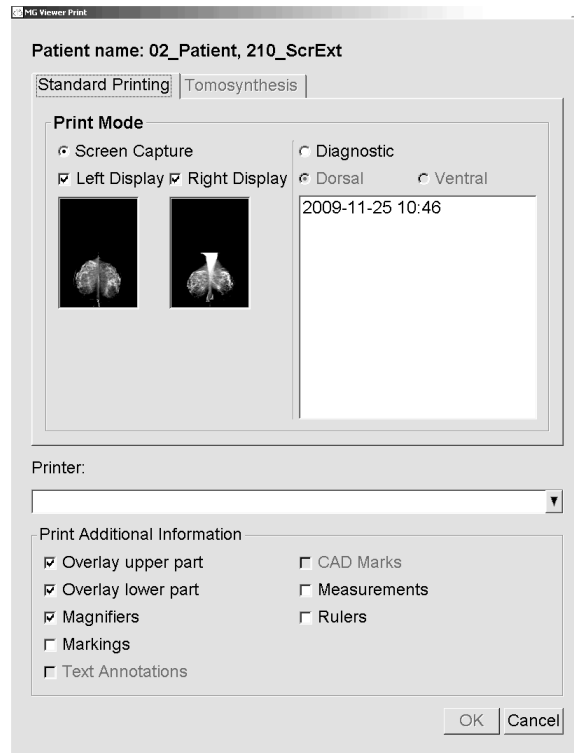 MG Viewer Print
Patient name: 02_Patient, 210_ScrExt
Standard Printing Tomosynthesis
Print Mode
Screen Capture Diagnostic
Left Display Right Display Dorsal Ventral
2009-11-25 10:46
Printer:
Print Additional Information
Overlay upper part CAD Marks
Overlay lower part Measurements
Magnifiers Rulers
Markings
Text Annotations
OK Cancel